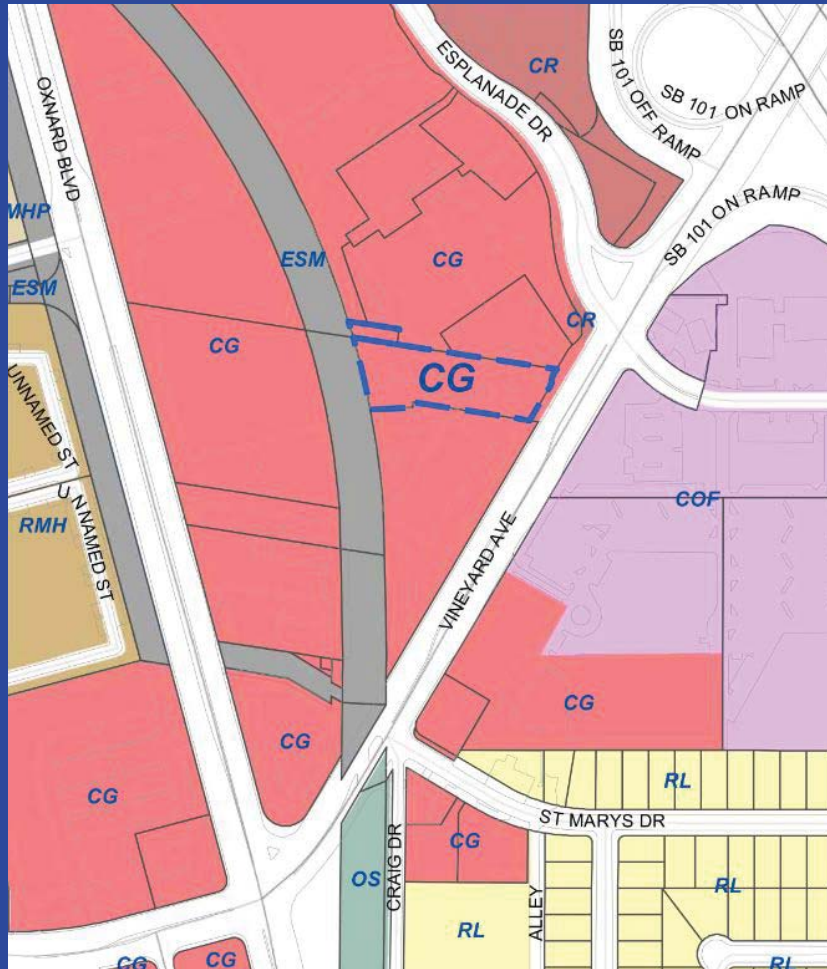 CR
ESPLANADE DR
SB 101 OFF RAMP
SB 101 ON RAMP
OXNARD BLVD
MHP
SB 101 ON RAMP
ESM
CG
ESM
CR
CG
CG
UNNAMED ST
UNNAMED ST
RMH
COF
VINEYARD AVE
CG
CG
CG
RL
ST MARYS DR
CG
OS
CRAIG DR
RL
RL
ALLEY
CG
CG
RL